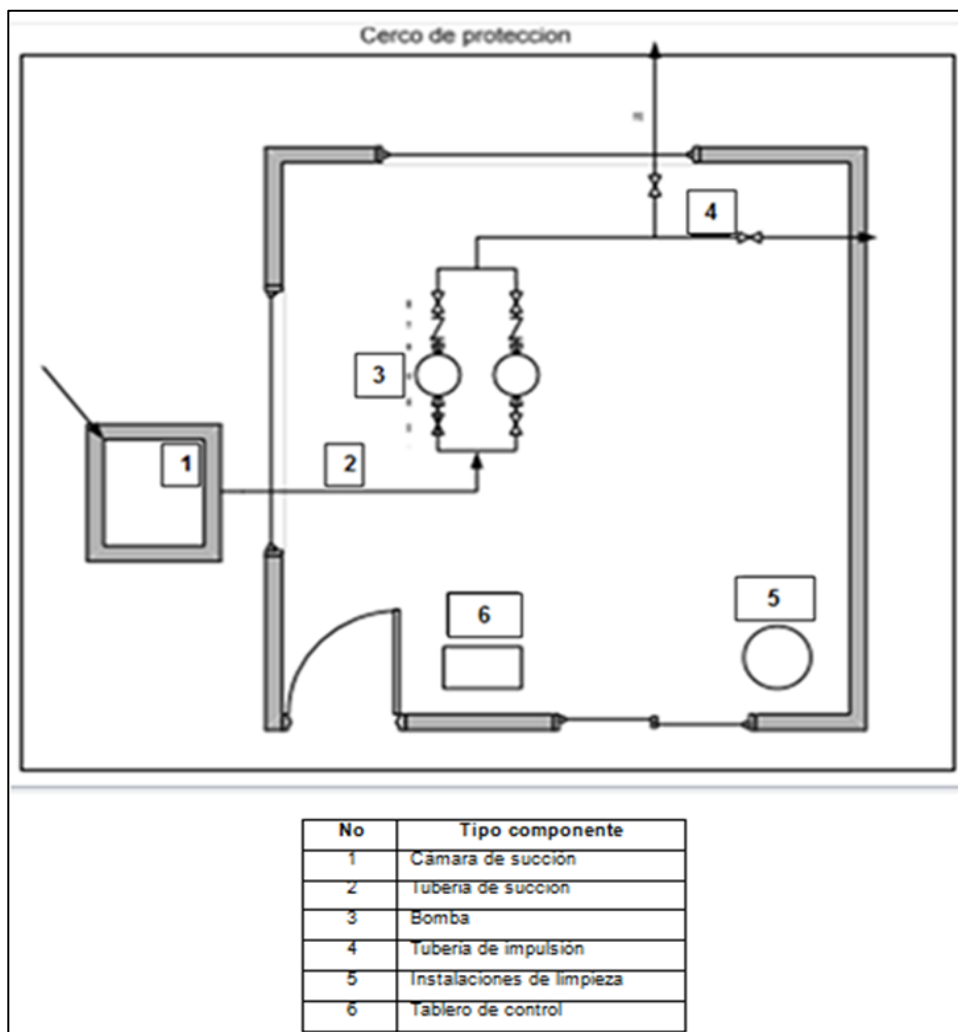 Cerco de proteccion
4
3
1
2
5
6
No Tipo componente
1 Cámara de succión
2 Tubería de succión
3 Bomba
4 Tubería de impulsión
5 Instalaciones de limpieza
6 Tablero de control